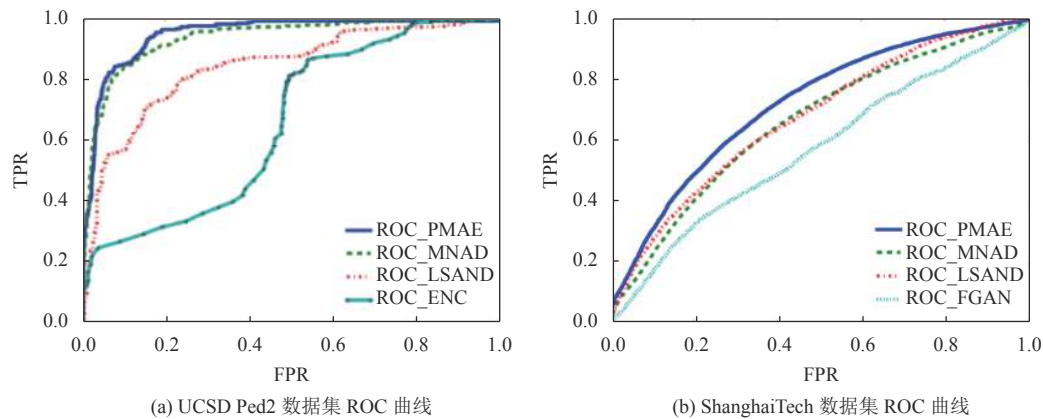 1.0
0.8
0.6
0.4
0.2
0.0
TPR
ROC_PMAE
ROC_MNAD
ROC_LSAND
ROC_ENC
0.0 0.2 0.4 0.6 0.8 1.0
FPR
(a) UCSD Ped2 数据集 ROC 曲线
1.0
0.8
0.6
0.4
0.2
0.0
TPR
ROC_PMAE
ROC_MNAD
ROC_LSAND
ROC_FGAN
0.0 0.2 0.4 0.6 0.8 1.0
FPR
(b) ShanghaiTech 数据集 ROC 曲线